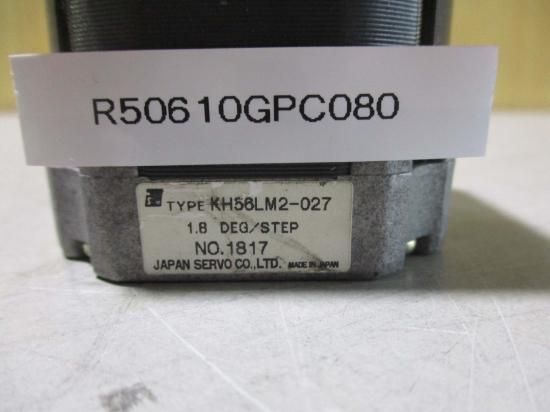 R50610GPC080
TYPE KH56LM2-027
1.8 DEG/STEP
NO.1817
JAPAN SERVO CO.,LTD. MADE IN JAPAN